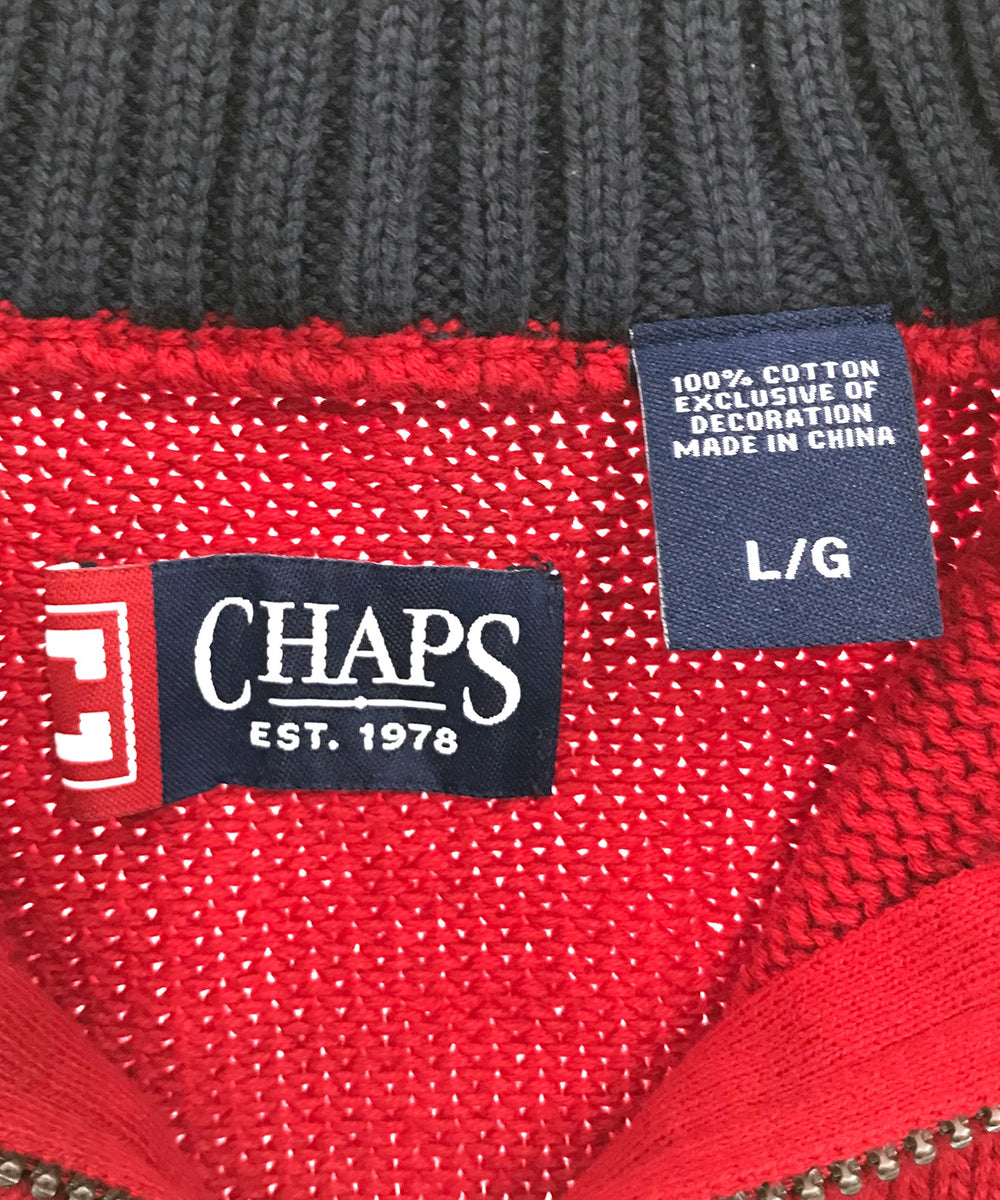 100% COTTON
EXCLUSIVE OF
DECORATION
MADE IN CHINA
L/G
CHAPS
EST. 1978